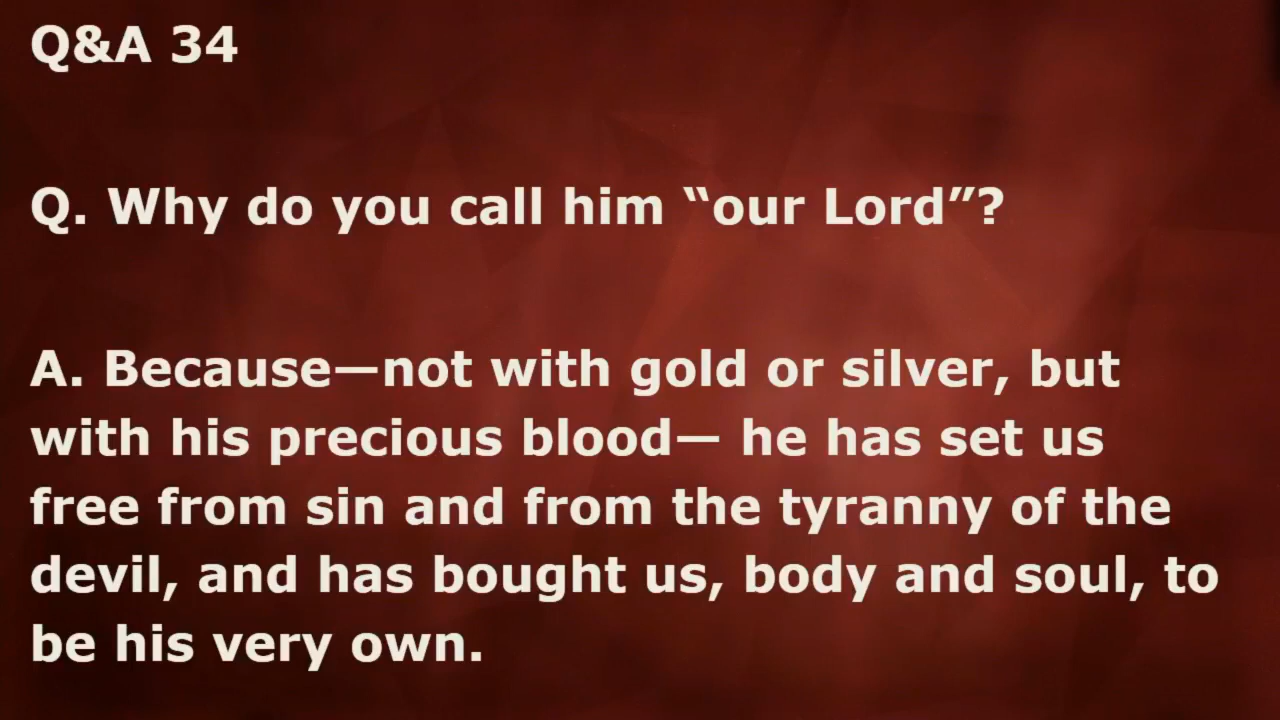 Q&A 34
Q. Why do you call him “our Lord”?
A. Because—not with gold or silver, but
with his precious blood— he has set us
free from sin and from the tyranny of the
devil, and has bought us, body and soul, to
be his very own.